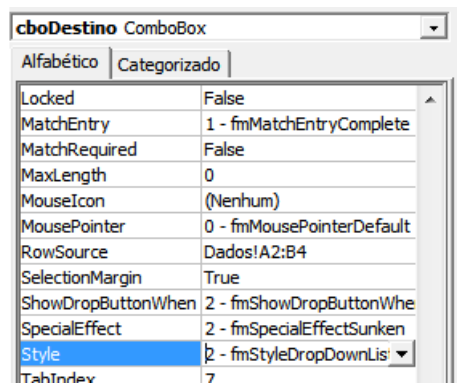 cboDestino ComboBox
Alfabético Categorizado
Locked False
MatchEntry 1 - fmMatchEntryComplete
MatchRequired False
MaxLength 0
MouseIcon (Nenhum)
MousePointer 0 - fmMousePointerDefault
RowSource Dados!A2:B4
SelectionMargin True
ShowDropButtonWhen 2 - fmShowDropButtonWhe
SpecialEffect 2 - fmSpecialEffectSunken
Style 2 - fmStyleDropDownLis
TabIndex 7